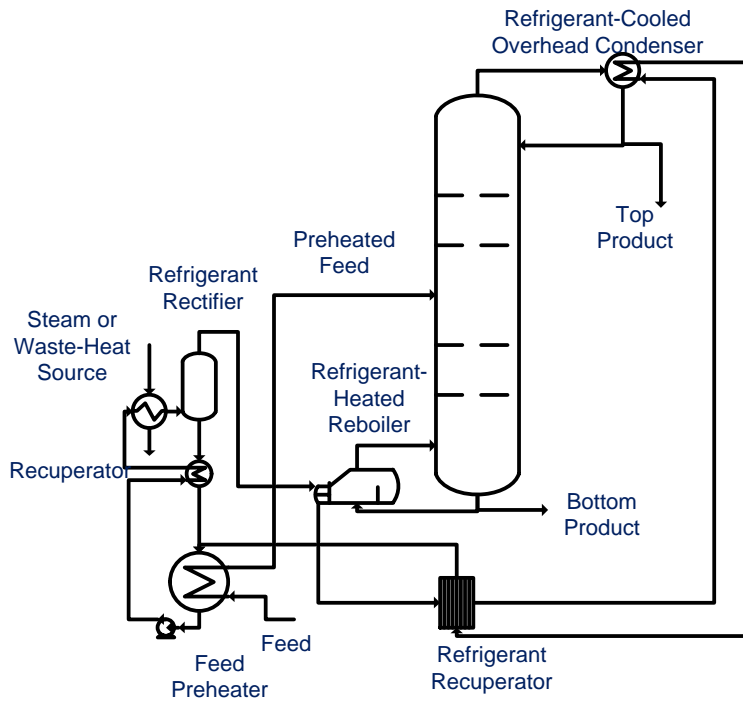 Refrigerant-Cooled
Overhead Condenser
Top
Product
Preheated
Feed
Refrigerant
Rectifier
Steam or
Waste-Heat
Source
Refrigerant-
Heated
Reboiler
Recuperator
Bottom
Product
Feed
Feed
Preheater
Refrigerant
Recuperator